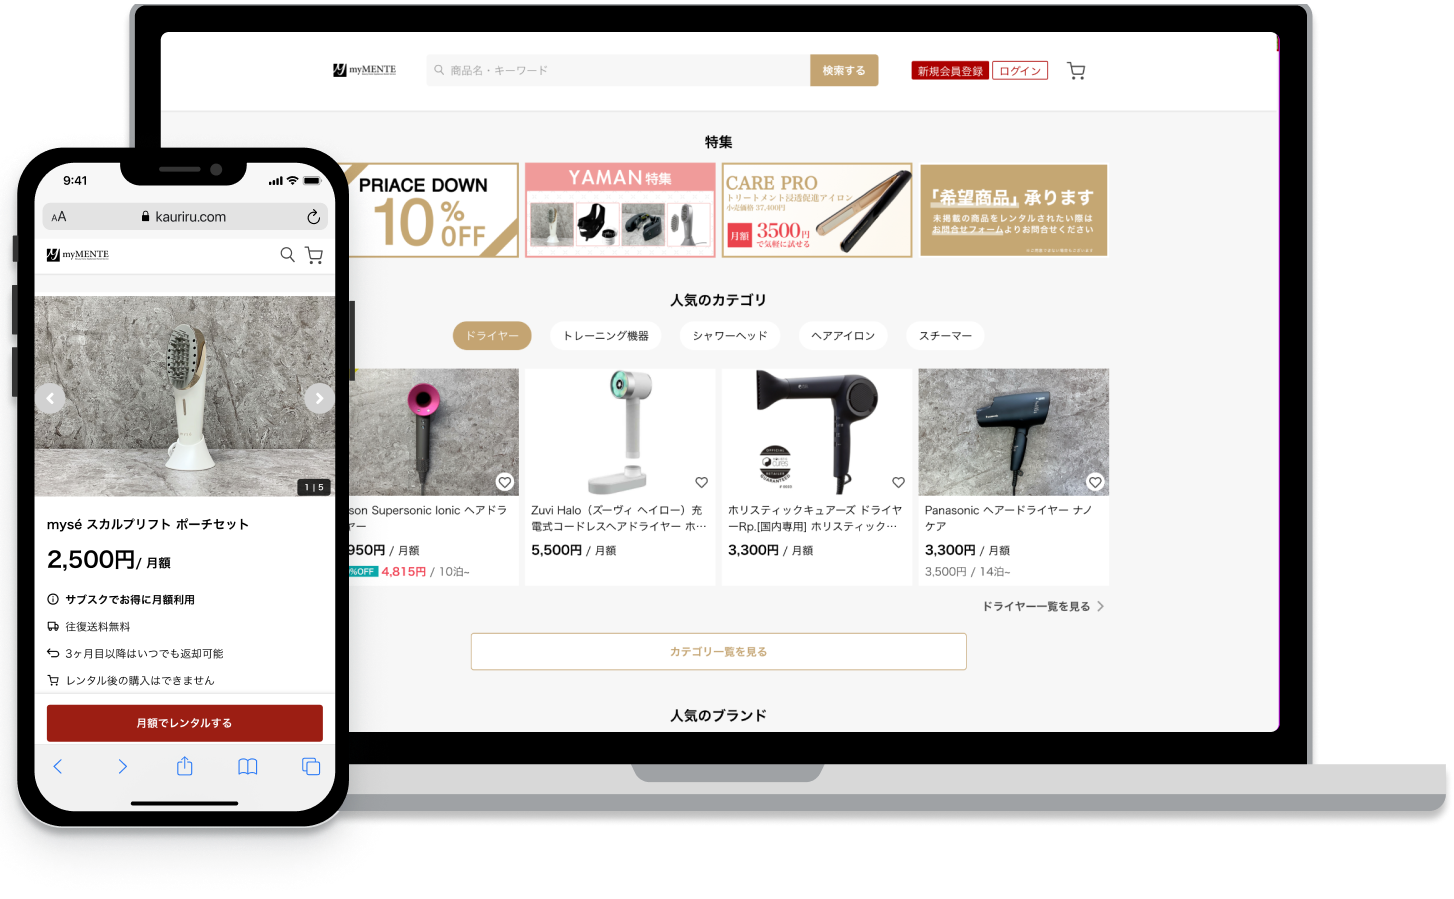 myMENTE
商品名・キーワード
検索する
新規会員登録
ログイン
特集
PRIACE DOWN
10%
OFF
YAMAN特集
CARE PRO
トリートメント浸透促進アイロン
小売価格 37,400円
月額 3500円
で気軽に試せる
「希望商品」承ります
未掲載の商品をレンタルされたい際は
お問合せフォームよりお問合せください
人気のカテゴリ
ドライヤー
トレーニング機器
シャワーヘッド
ヘアアイロン
スチーマー
son Supersonic Ionic ヘアドラ
ヤー
950円 / 月額
%OFF 4,815円 / 10泊~
Zuvi Halo（ズーヴィ ヘイロー）充
電式コードレスヘアドライヤー ホ…
5,500円 / 月額
ホリスティックキュアーズ ドライヤ
ーRp.[国内専用] ホリスティック…
3,300円 / 月額
Panasonic ヘアードライヤー ナノ
ケア
3,300円 / 月額
3,500円 / 14泊~
ドライヤー一覧を見る
カテゴリ一覧を見る
人気のブランド
9:41
AA
kauriru.com
myMENTE
1 | 5
mysé スカルプリフト ポーチセット
2,500円/ 月額
サブスクでお得に月額利用
往復送料無料
3ヶ月目以降はいつでも返却可能
レンタル後の購入はできません
月額でレンタルする